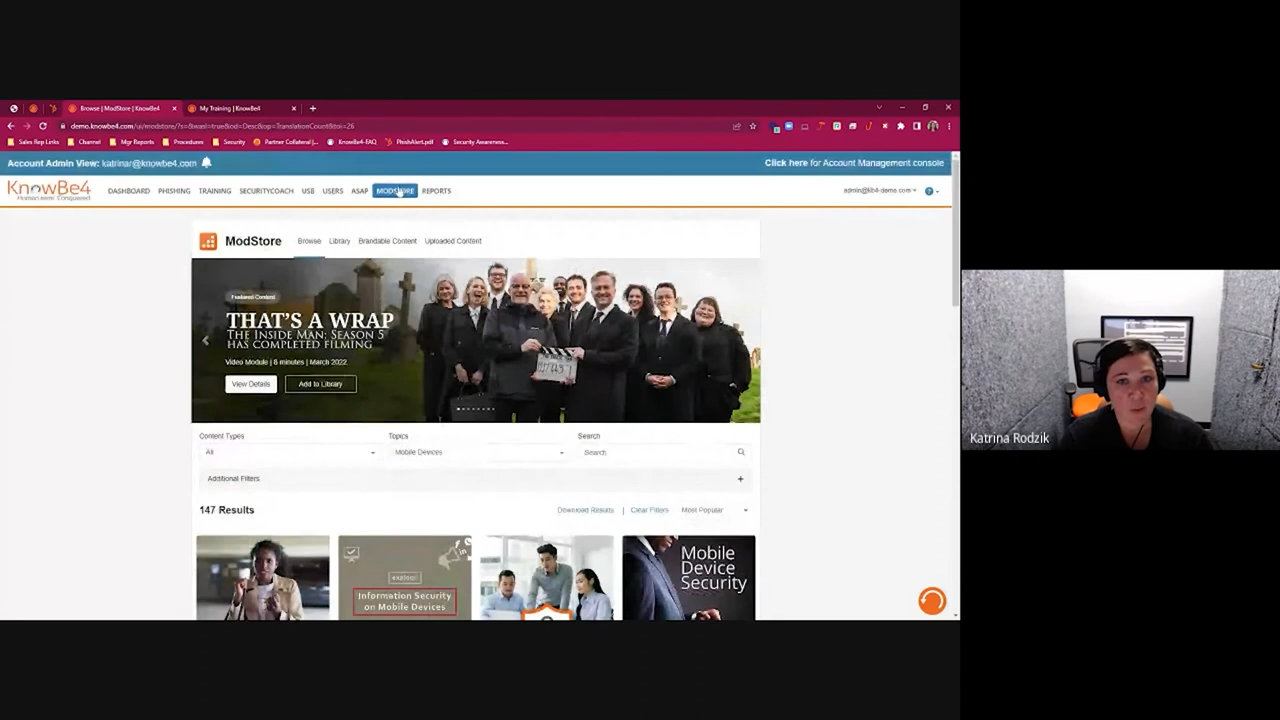 Browse | ModStore | KnowBe4
My Training | KnowBe4
demo.knowbe4.com/ui/modstore/?s=&wasl=true&ind=Desc&op=TranslationCount&toi=26
Sales Rep Links
Channel
Mgr Reports
Procedures
Security
Partner Collateral |...
KnowBe4-FAQ
PhishAlert.pdf
Security Awareness...
Account Admin View: katrinar@knowbe4.com
Click here for Account Management console
KnowBe4
DASHBOARD
PHISHING
TRAINING
SECURITYCOACH
USB
USERS
ASAP
MODSTORE
REPORTS
admin@kb4-demo.com
ModStore
Browse
Library
Brandable Content
Uploaded Content
Featured Content
THAT'S A WRAP
THE INSIDE MAN: SEASON 5
HAS COMPLETED FILMING
Video Module | 8 minutes | March 2022
View Details
Add to Library
Content Types
Topics
Search
All
Mobile Devices
Search
Additional Filters
+
147 Results
Download Results | Clear Filters
Most Popular
Information Security
on Mobile Devices
Mobile
Device
Security
Katrina Rodzik